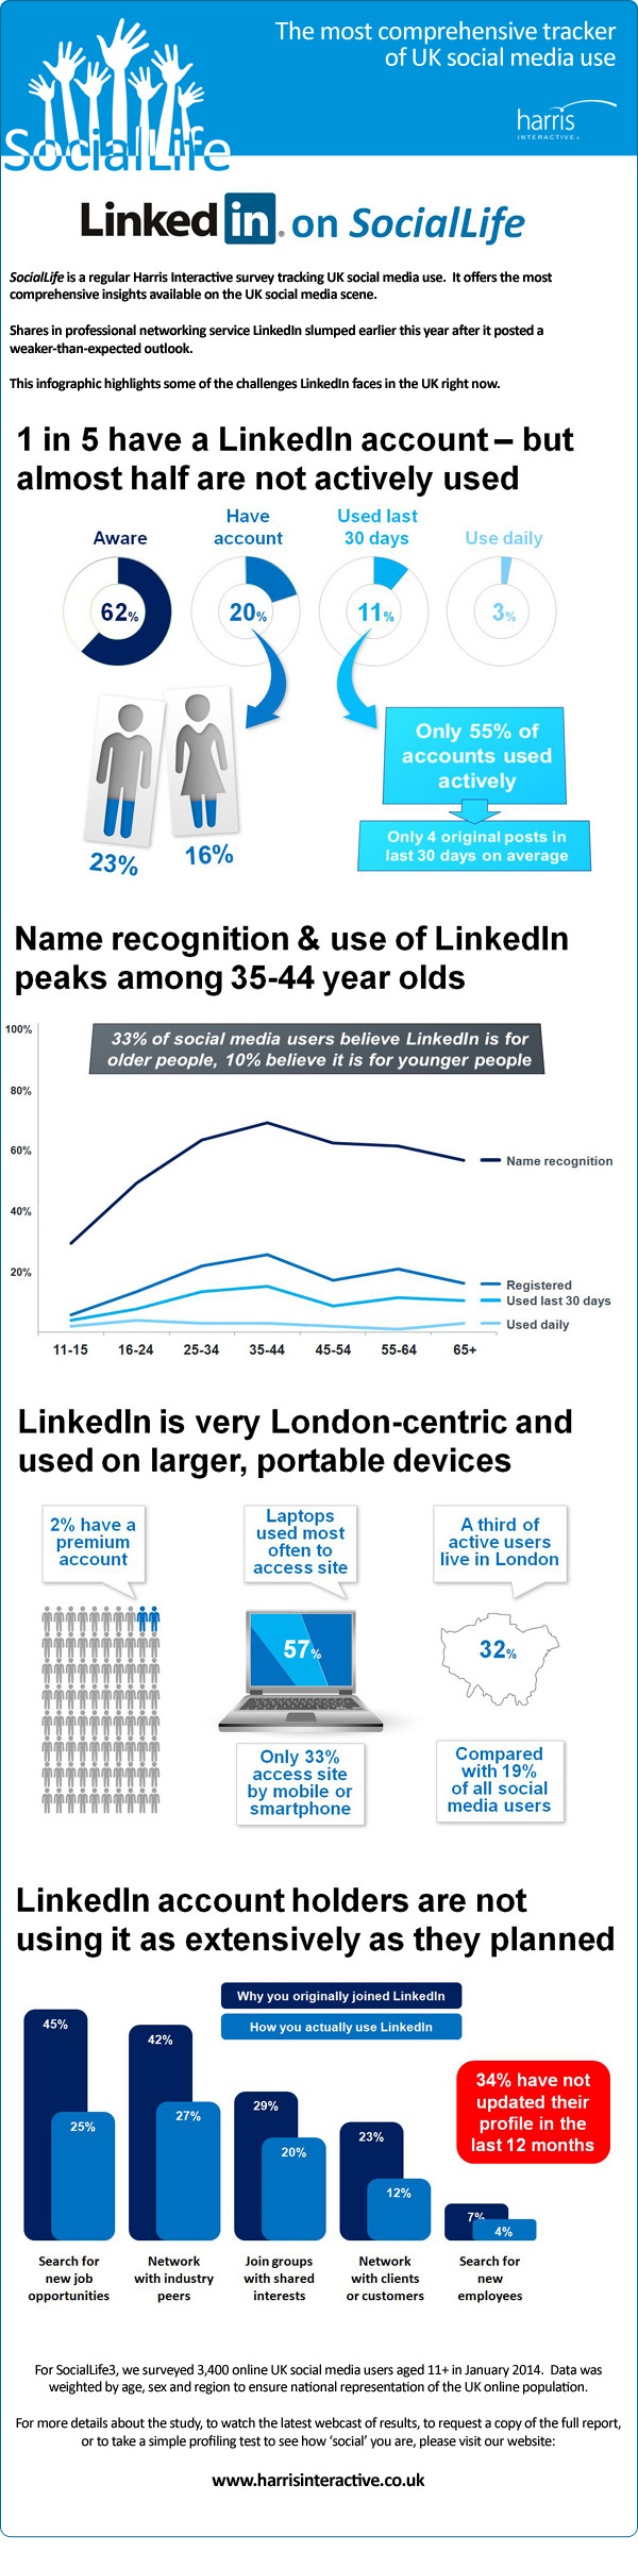 The most comprehensive tracker
of UK social media use
harris
INTERACTIVE
SocialLife
Linked in on SocialLife
SocialLife is a regular Harris Interactive survey tracking UK social media use. It offers the most
comprehensive insights available on the UK social media scene.
Shares in professional networking service LinkedIn slumped earlier this year after it posted a
weaker-than-expected outlook.
This infographic highlights some of the challenges LinkedIn faces in the UK right now.
1 in 5 have a LinkedIn account – but
almost half are not actively used
Aware
Have
account
Used last
30 days
Use daily
62%
20%
11%
3%
23%
16%
Only 55% of
accounts used
actively
Only 4 original posts in
last 30 days on average
Name recognition & use of LinkedIn
peaks among 35-44 year olds
33% of social media users believe LinkedIn is for
older people, 10% believe it is for younger people
100%
80%
60%
40%
20%
Name recognition
Registered
Used last 30 days
Used daily
11-15 16-24 25-34 35-44 45-54 55-64 65+
LinkedIn is very London-centric and
used on larger, portable devices
2% have a
premium
account
Laptops
used most
often to
access site
57%
Only 33%
access site
by mobile or
smartphone
A third of
active users
live in London
32%
Compared
with 19%
of all social
media users
LinkedIn account holders are not
using it as extensively as they planned
Why you originally joined LinkedIn
How you actually use LinkedIn
45%
25%
42%
27%
29%
20%
23%
12%
7%
4%
34% have not
updated their
profile in the
last 12 months
Search for
new job
opportunities
Network
with industry
peers
Join groups
with shared
interests
Network
with clients
or customers
Search for
new
employees
For SocialLife3, we surveyed 3,400 online UK social media users aged 11+ in January 2014. Data was
weighted by age, sex and region to ensure national representation of the UK online population.
For more details about the study, to watch the latest webcast of results, to request a copy of the full report,
or to take a simple profiling test to see how 'social' you are, please visit our website:
www.harrisinteractive.co.uk